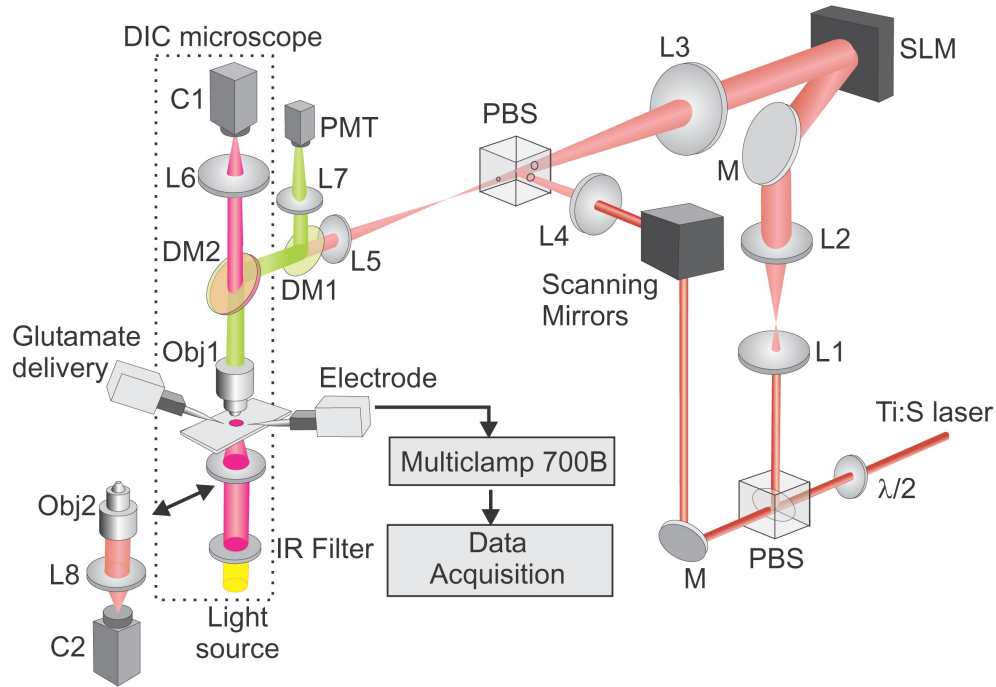 DIC microscope
C1
PMT
L6
L7
DM2
DM1
L5
PBS
L3
SLM
M
L4
L2
Scanning
Mirrors
L1
Glutamate
delivery
Obj1
Electrode
Ti:S laser
λ/2
Multiclamp 700B
PBS
Obj2
IR Filter
Data
Acquisition
M
L8
Light
source
C2